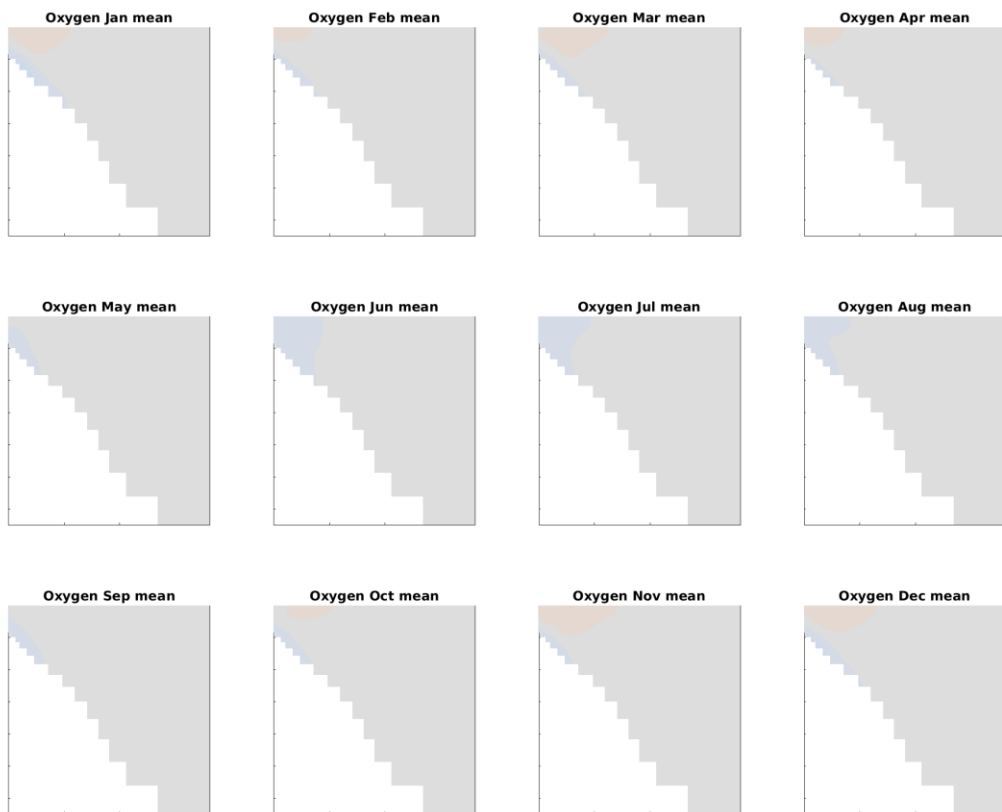 Oxygen Jan mean
Oxygen Feb mean
Oxygen Mar mean
Oxygen Apr mean
Oxygen May mean
Oxygen Jun mean
Oxygen Jul mean
Oxygen Aug mean
Oxygen Sep mean
Oxygen Oct mean
Oxygen Nov mean
Oxygen Dec mean